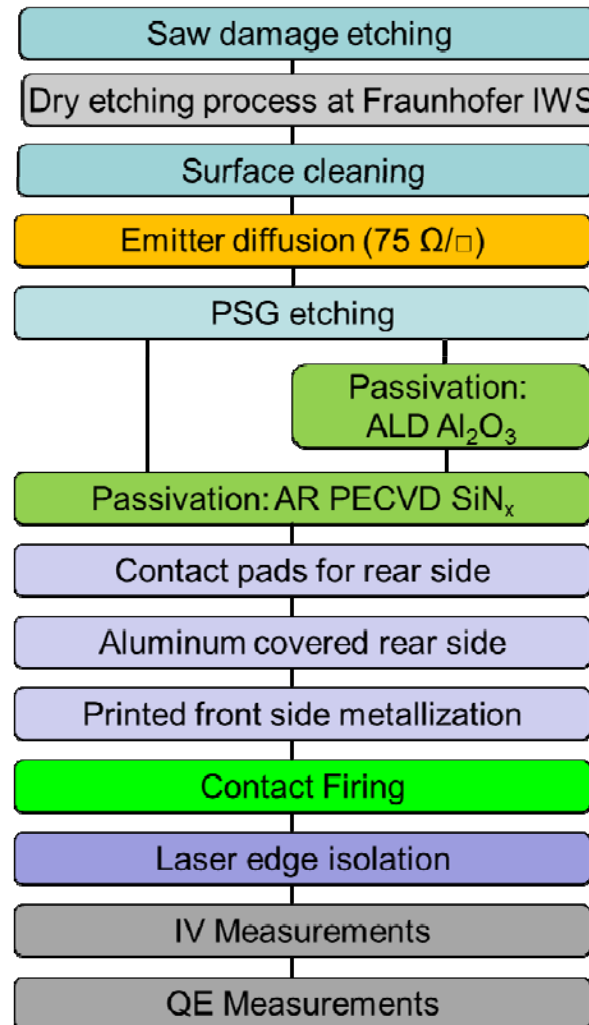 Saw damage etching
Dry etching process at Fraunhofer IWS
Surface cleaning
Emitter diffusion (75 Ω/□)
PSG etching
Passivation:
ALD Al₂O₃
Passivation: AR PECVD SiNₓ
Contact pads for rear side
Aluminum covered rear side
Printed front side metallization
Contact Firing
Laser edge isolation
IV Measurements
QE Measurements